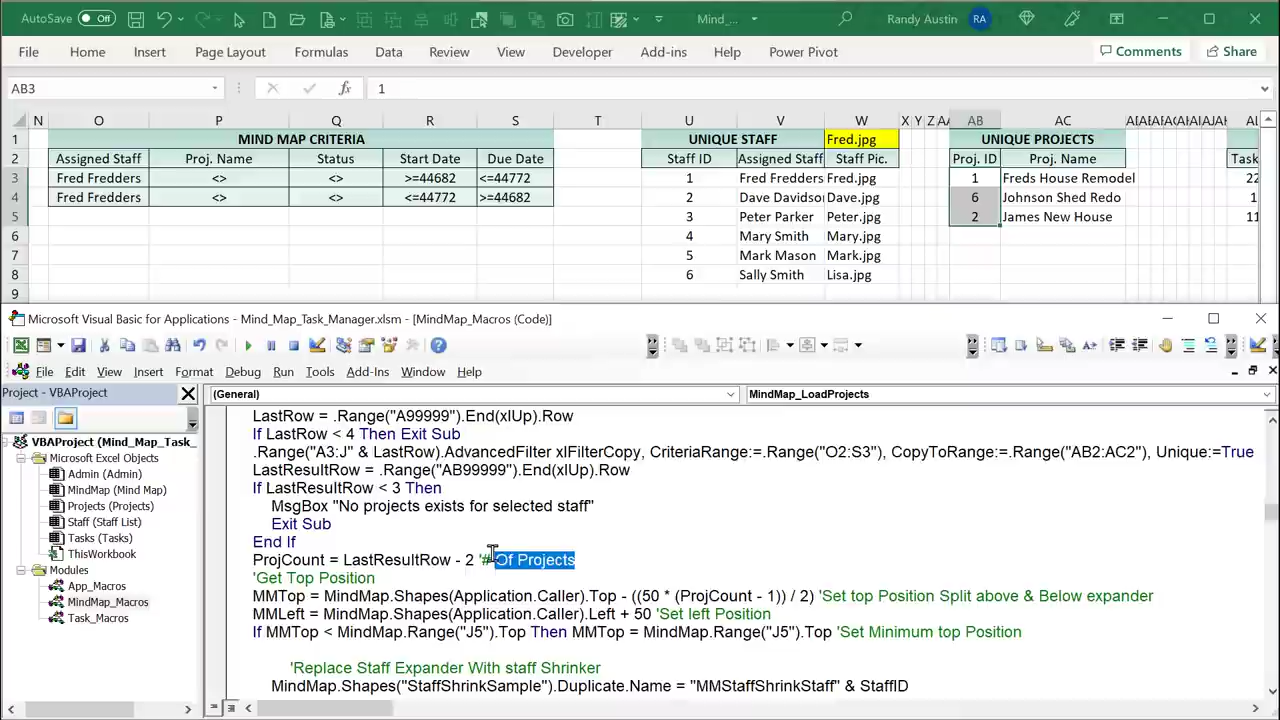 AutoSave Off Mind_... Randy Austin RA
File Home Insert Page Layout Formulas Data Review View Developer Add-ins Help Power Pivot Comments Share
AB3 fx 1
N O P Q R S T U V W X Y Z AB AC
1 MIND MAP CRITERIA UNIQUE STAFF Fred.jpg UNIQUE PROJECTS
2 Assigned Staff Proj. Name Status Start Date Due Date Staff ID Assigned Staff Staff Pic. Proj. ID Proj. Name Task
3 Fred Fredders <> <> >=44682 <=44772 1 Fred Fredders Fred.jpg 1 Freds House Remodel 22
4 Fred Fredders <> <> <=44772 >=44682 2 Dave Davidson Dave.jpg 6 Johnson Shed Redo 1
5 3 Peter Parker Peter.jpg 2 James New House 11
6 4 Mary Smith Mary.jpg
7 5 Mark Mason Mark.jpg
8 6 Sally Smith Lisa.jpg
9
Microsoft Visual Basic for Applications - Mind_Map_Task_Manager.xlsm - [MindMap_Macros (Code)]
File Edit View Insert Format Debug Run Tools Add-Ins Window Help
Project - VBAProject
(General) MindMap_LoadProjects
VBAProject (Mind_Map_Task_
Microsoft Excel Objects
Admin (Admin)
MindMap (Mind Map)
Projects (Projects)
Staff (Staff List)
Tasks (Tasks)
ThisWorkbook
Modules
App_Macros
MindMap_Macros
Task_Macros
LastRow = .Range("A99999").End(xlUp).Row
If LastRow < 4 Then Exit Sub
.Range("A3:J" & LastRow).AdvancedFilter xlFilterCopy, CriteriaRange:=.Range("O2:S3"), CopyToRange:=.Range("AB2:AC2"), Unique:=True
LastResultRow = .Range("AB99999").End(xlUp).Row
If LastResultRow < 3 Then
MsgBox "No projects exists for selected staff"
Exit Sub
End If
ProjCount = LastResultRow - 2 '# Of Projects
'Get Top Position
MMTop = MindMap.Shapes(Application.Caller).Top - ((50 * (ProjCount - 1)) / 2) 'Set top Position Split above & Below expander
MMLeft = MindMap.Shapes(Application.Caller).Left + 50 'Set left Position
If MMTop < MindMap.Range("J5").Top Then MMTop = MindMap.Range("J5").Top 'Set Minimum top Position
'Replace Staff Expander With staff Shrinker
MindMap.Shapes("StaffShrinkSample").Duplicate.Name = "MMStaffShrinkStaff" & StaffID